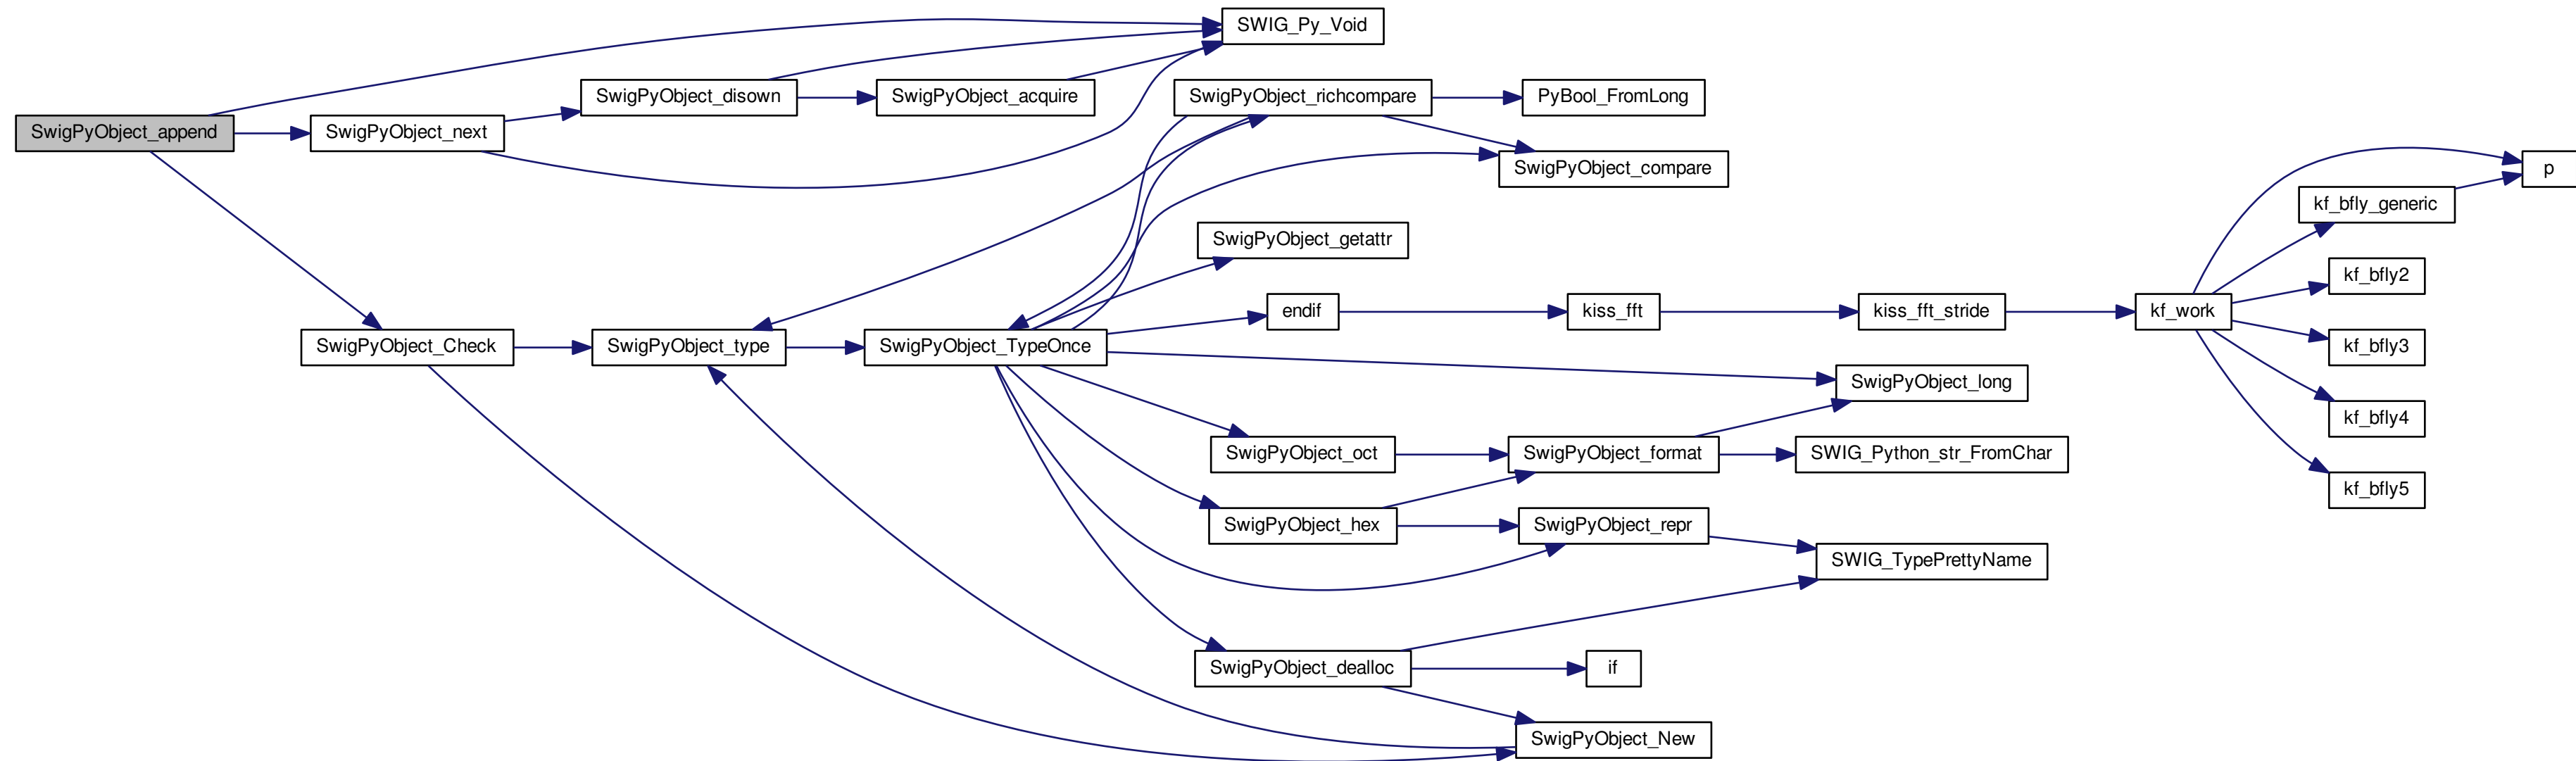 SWIG_Py_Void
SwigPyObject_disown
SwigPyObject_acquire
SwigPyObject_richcompare
PyBool_FromLong
SwigPyObject_append
SwigPyObject_next
SwigPyObject_compare
p
kf_bfly_generic
SwigPyObject_getattr
kf_bfly2
endif
kiss_fft
kiss_fft_stride
kf_work
SwigPyObject_Check
SwigPyObject_type
SwigPyObject_TypeOnce
kf_bfly3
SwigPyObject_long
kf_bfly4
SwigPyObject_oct
SwigPyObject_format
SWIG_Python_str_FromChar
kf_bfly5
SwigPyObject_hex
SwigPyObject_repr
SWIG_TypePrettyName
SwigPyObject_dealloc
if
SwigPyObject_New